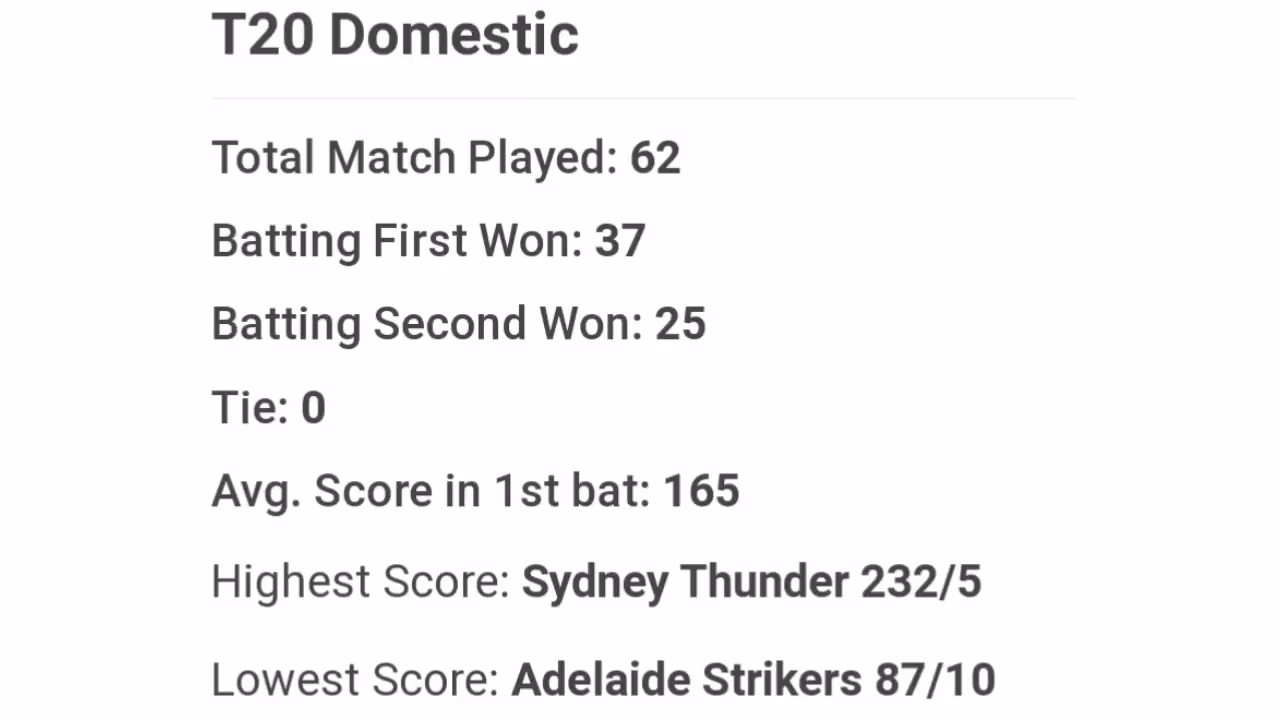 T20 Domestic
Total Match Played: 62
Batting First Won: 37
Batting Second Won: 25
Tie: 0
Avg. Score in 1st bat: 165
Highest Score: Sydney Thunder 232/5
Lowest Score: Adelaide Strikers 87/10